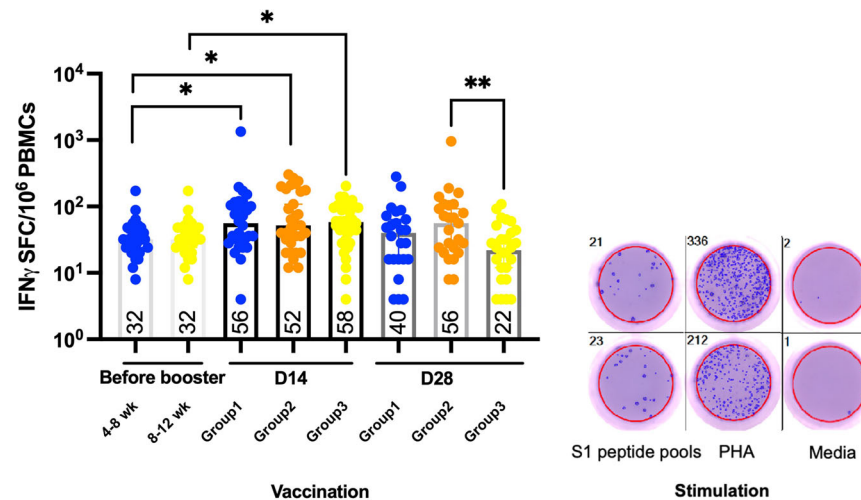 *
*
*
**
IFNγ SFC/10⁶ PBMCs
10⁴
10³
10²
10¹
10⁰
32
32
56
52
58
40
56
22
Before booster
D14
D28
4-8 wk
8-12 wk
Group1
Group2
Group3
Group1
Group2
Group3
Vaccination
21
336
2
23
212
1
S1 peptide pools
PHA
Media
Stimulation